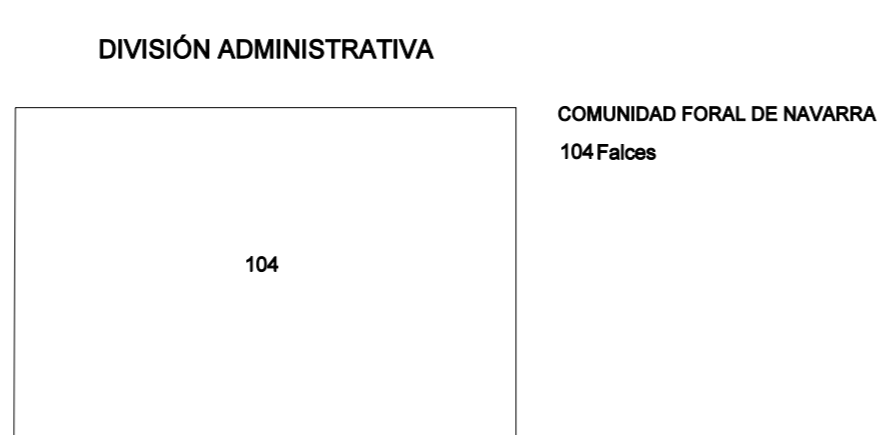 DIVISIÓN ADMINISTRATIVA
COMUNIDAD FORAL DE NAVARRA
104 Falces
104